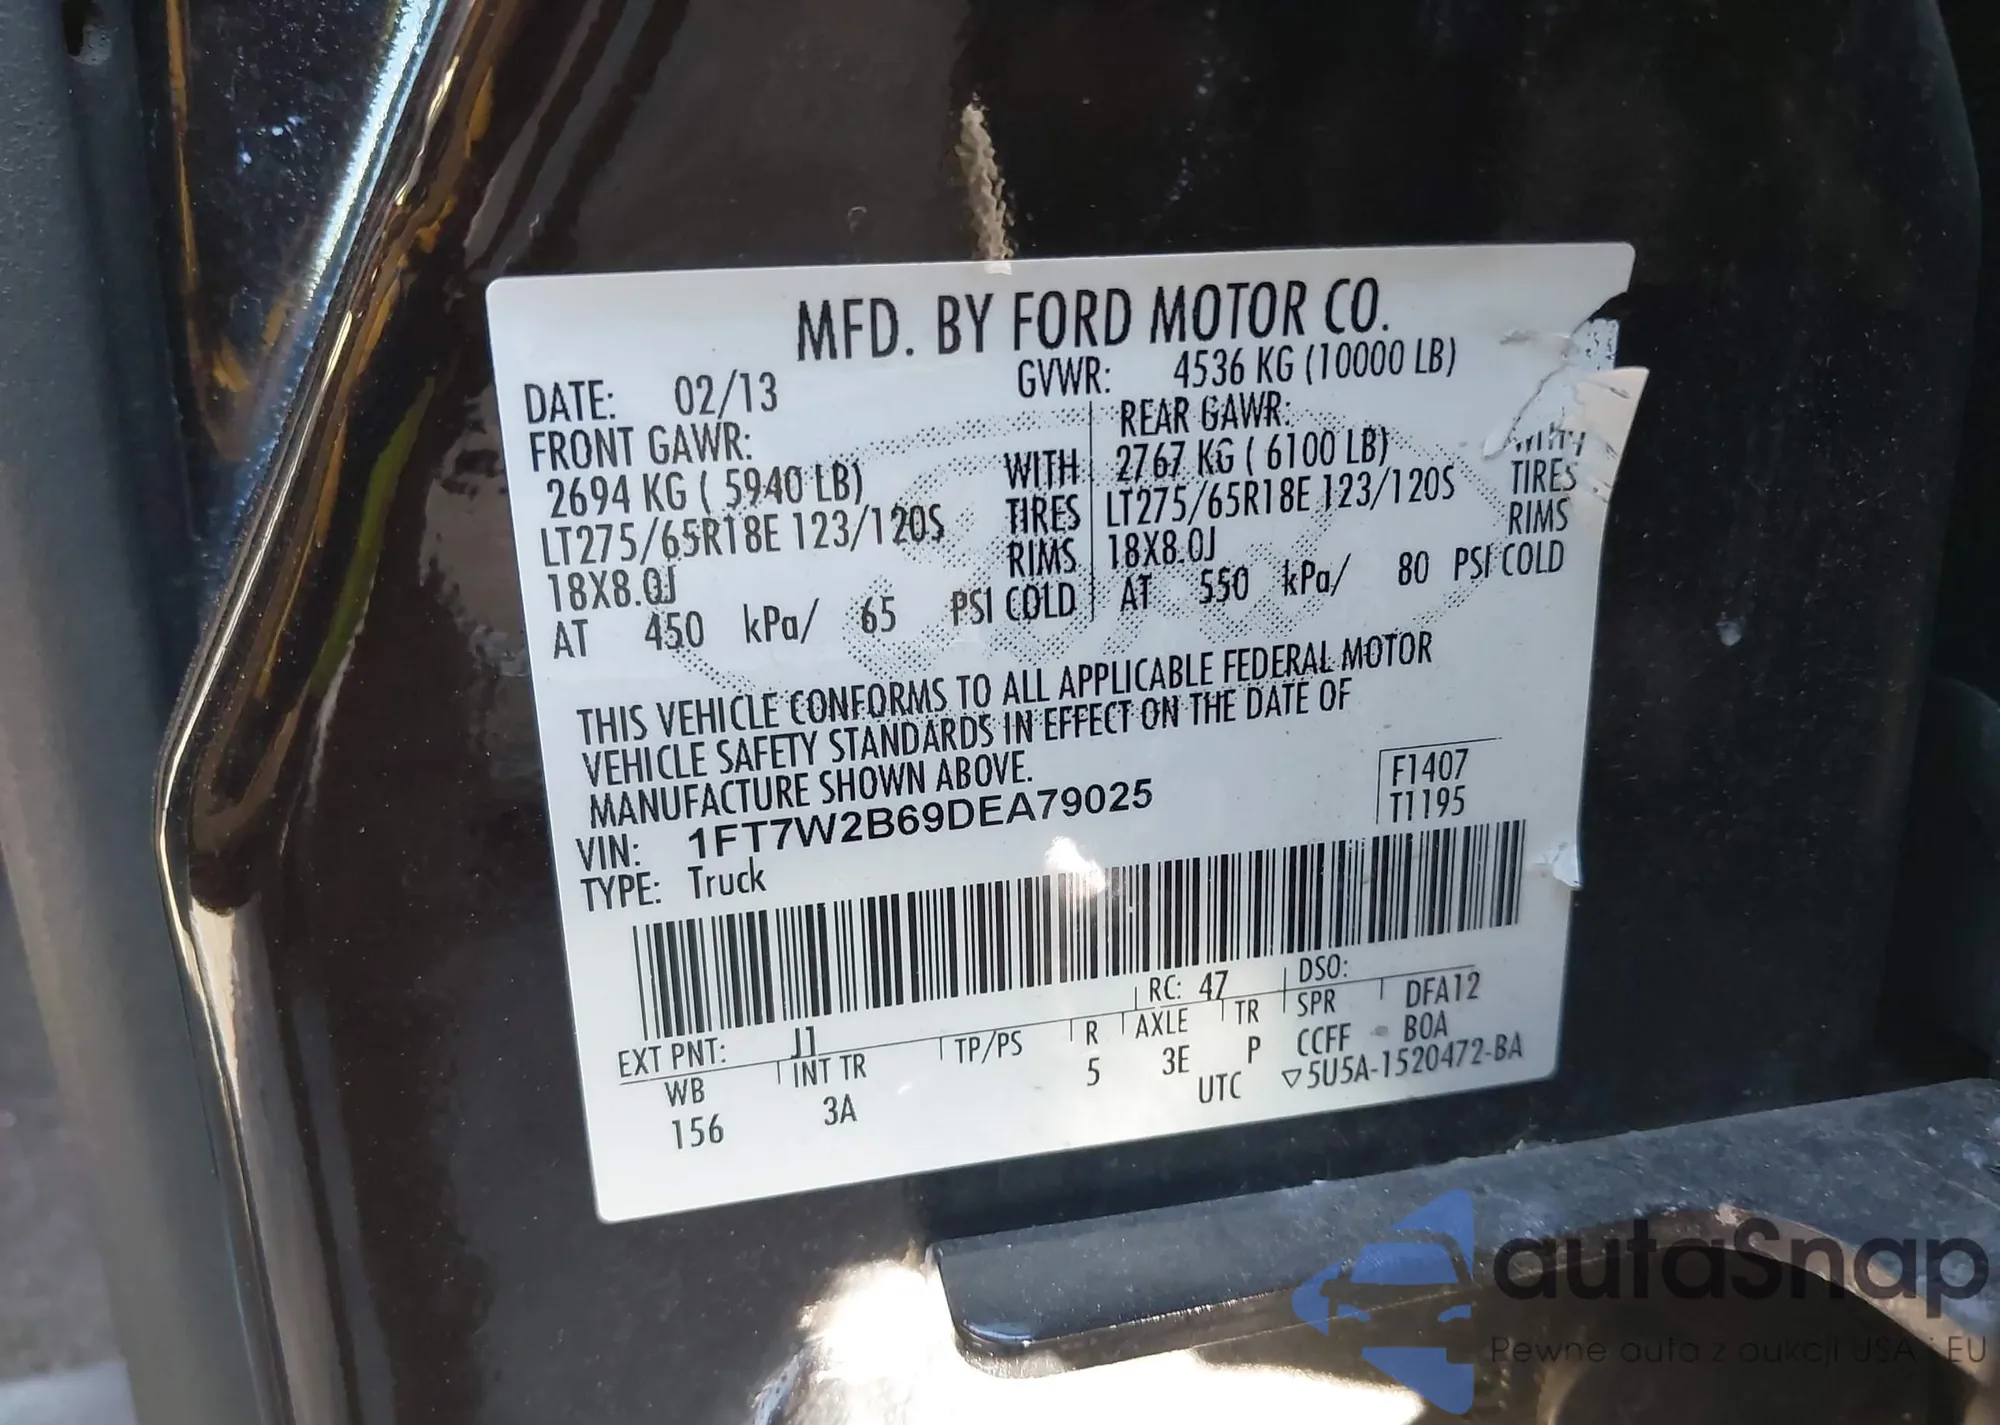 MFD. BY FORD MOTOR CO.
DATE: 02/13 GVWR: 4536 KG (10000 LB)
FRONT GAWR: REAR GAWR:
2694 KG ( 5940 LB) WITH 2767 KG ( 6100 LB) WITH
LT275/65R18E 123/120S TIRES LT275/65R18E 123/120S TIRES
18X8.0J RIMS 18X8.0J RIMS
AT 450 kPa/ 65 PSI COLD AT 550 kPa/ 80 PSI COLD
THIS VEHICLE CONFORMS TO ALL APPLICABLE FEDERAL MOTOR
VEHICLE SAFETY STANDARDS IN EFFECT ON THE DATE OF
MANUFACTURE SHOWN ABOVE.
VIN: 1FT7W2B69DEA79025 F1407
TYPE: Truck T1195
RC: 47 DSO:
EXT PNT: J1 R AXLE TR SPR DFA12
WB INT TR TP/PS 5 3E P CCFF BOA
156 3A UTC ▽5U5A-1520472-BA
autaSnap
Pewne auta z aukcji USA i EU